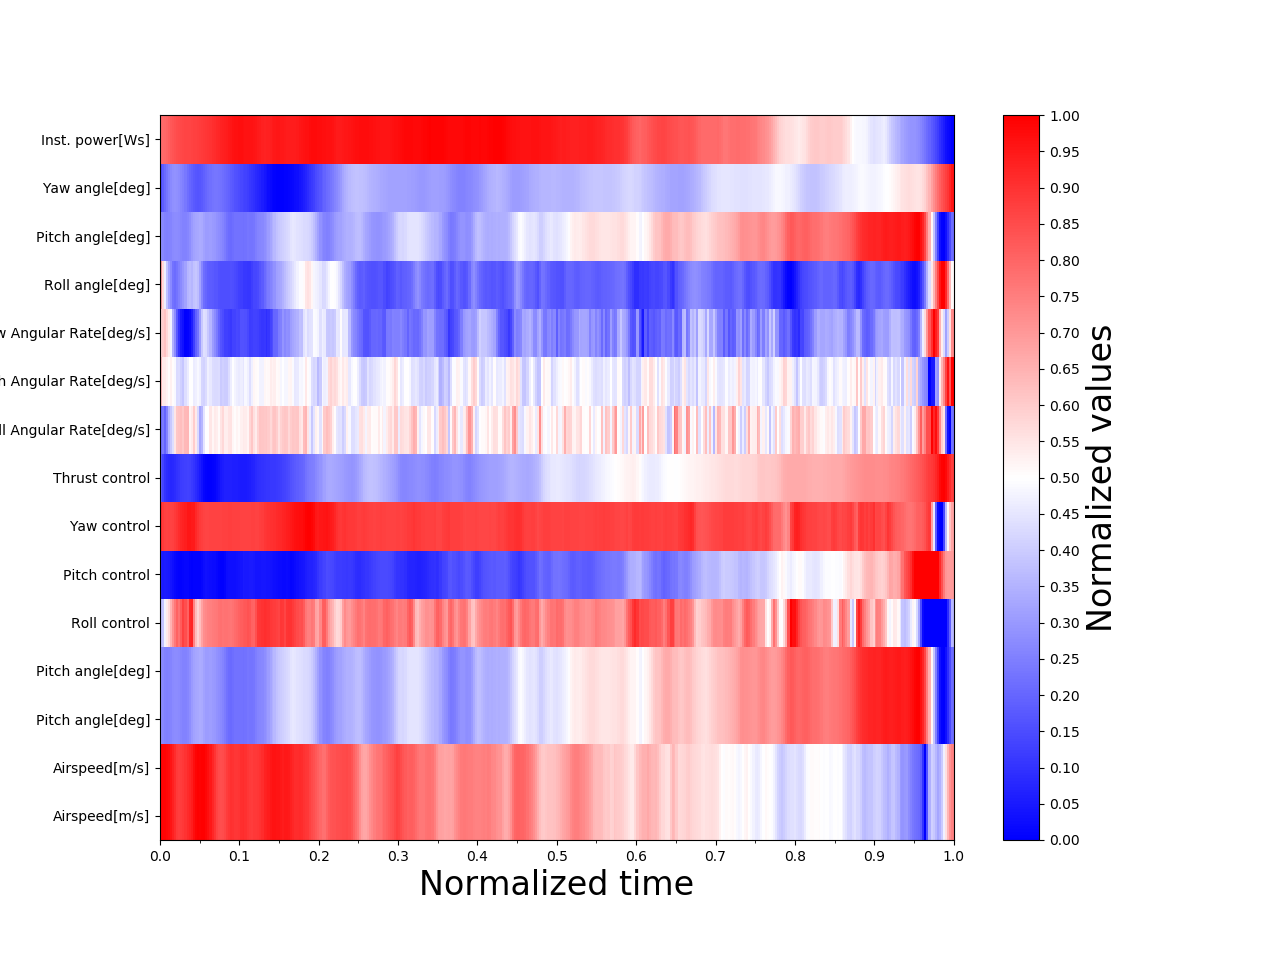 Inst. power[Ws]
Yaw angle[deg]
Pitch angle[deg]
Roll angle[deg]
w Angular Rate[deg/s]
h Angular Rate[deg/s]
ll Angular Rate[deg/s]
Thrust control
Yaw control
Pitch control
Roll control
Pitch angle[deg]
Pitch angle[deg]
Airspeed[m/s]
Airspeed[m/s]
0.0 0.1 0.2 0.3 0.4 0.5 0.6 0.7 0.8 0.9 1.0
Normalized time
1.00
0.95
0.90
0.85
0.80
0.75
0.70
0.65
0.60
0.55
0.50
0.45
0.40
0.35
0.30
0.25
0.20
0.15
0.10
0.05
0.00
Normalized values